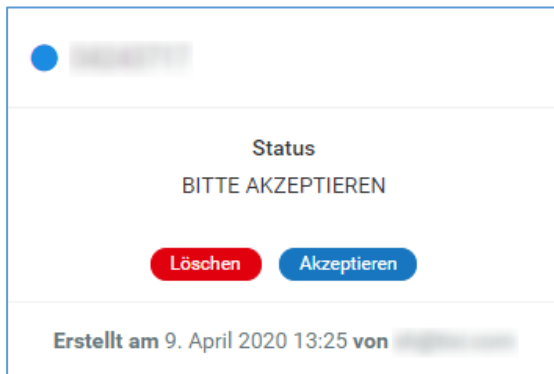 Status
BITTE AKZEPTIEREN
Löschen Akzeptieren
Erstellt am 9. April 2020 13:25 von